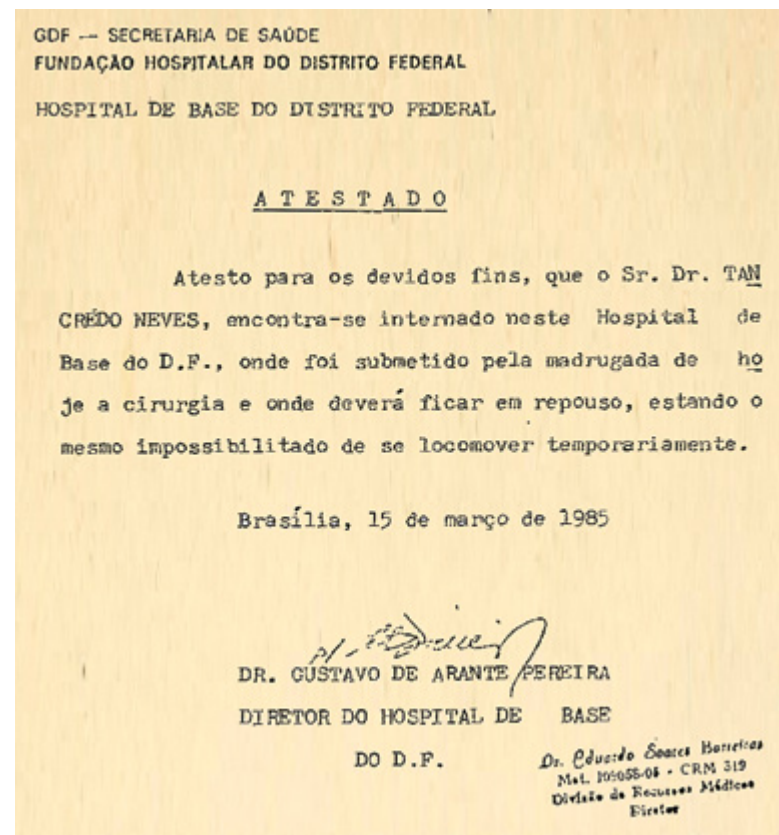 GDF -- SECRETARIA DE SAÚDE
FUNDAÇÃO HOSPITALAR DO DISTRITO FEDERAL
HOSPITAL DE BASE DO DISTRITO FEDERAL
A T E S T A D O
Atesto para os devidos fins, que o Sr. Dr. TAN
CRÉDO NEVES, encontra-se internado neste Hospital de
Base do D.F., onde foi submetido pela madrugada de ho
je a cirurgia e onde deverá ficar em repouso, estando o
mesmo impossibilitado de se locomover temporariamente.
Brasília, 15 de março de 1985
p/.
DR. GUSTAVO DE ARANTE PEREIRA
DIRETOR DO HOSPITAL DE BASE
DO D.F.
Dr. Eduardo Soares
Mat. - CRM 319
Divisão de Recursos Médicos
Diretor